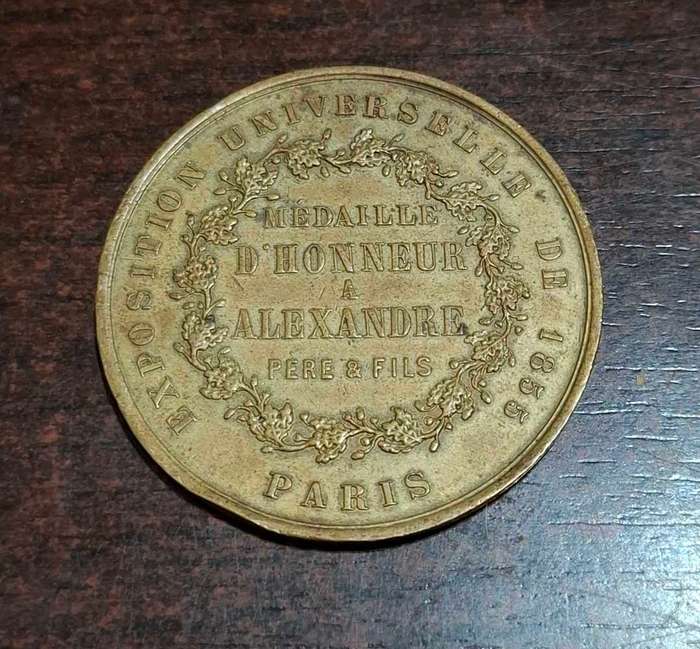 EXPOSITION UNIVERSELLE DE 1855
MÉDAILLE
D'HONNEUR
A
ALEXANDRE
PÈRE & FILS
PARIS